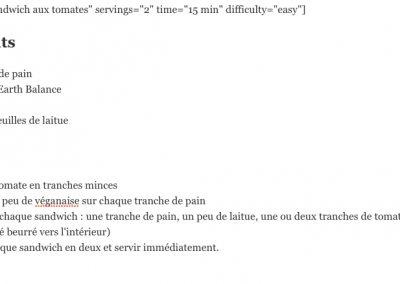 ndwich aux tomates" servings="2" time="15 min" difficulty="easy"]
ts
de pain
Earth Balance
euilles de laitue
omate en tranches minces
peu de véganaise sur chaque tranche de pain
chaque sandwich : une tranche de pain, un peu de laitue, une ou deux tranches de tomat
é beurré vers l'intérieur)
que sandwich en deux et servir immédiatement.